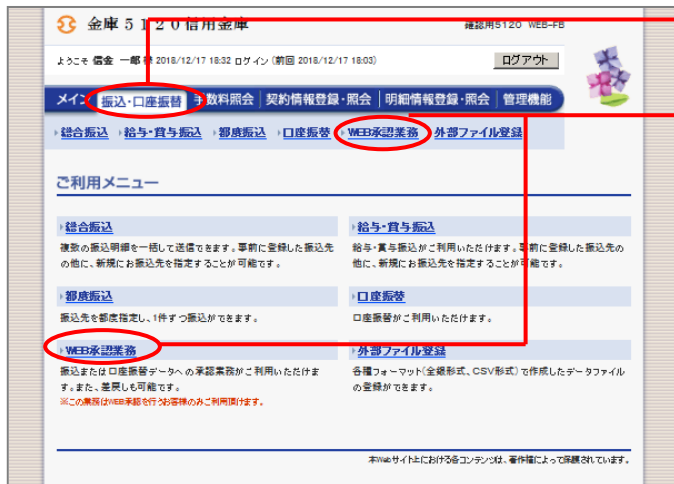 金庫5120信用金庫
確認用5120 WEB-FB
ようこそ 信金 一郎 様 2018/12/17 18:32 ログイン (前回 2018/12/17 18:03)
ログアウト
メイン 振込・口座振替 手数料照会 契約情報登録・照会 明細情報登録・照会 管理機能
総合振込 給与・賞与振込 都度振込 口座振替 WEB承認業務 外部ファイル登録
ご利用メニュー
総合振込
複数の振込明細を一括して送信できます。事前に登録した振込先
の他に、新規にお振込先を指定することが可能です。
給与・賞与振込
給与・賞与振込がご利用いただけます。事前に登録した振込先の
他に、新規にお振込先を指定することが可能です。
都度振込
振込先を都度指定し、1件ずつ振込ができます。
口座振替
口座振替がご利用いただけます。
WEB承認業務
振込または口座振替データへの承認業務がご利用いただけま
す。また、差戻しも可能です。
※この業務はWEB承認を行うお客様のみご利用頂けます。
外部ファイル登録
各種フォーマット(全銀形式、CSV形式)で作成したデータファイル
の登録ができます。
本Webサイト上における各コンテンツは、著作権によって保護されています。